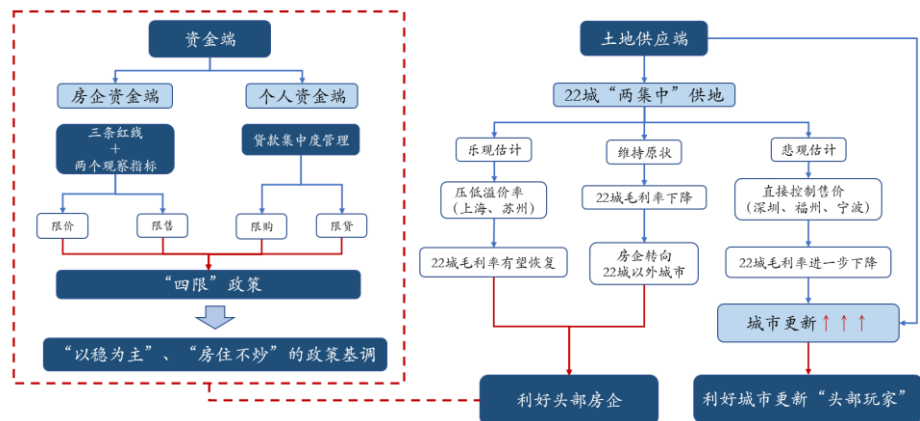 资金端
房企资金端
个人资金端
三条红线
+
两个观察指标
贷款集中度管理
限价
限售
限购
限贷
“四限”政策
“以稳为主”、“房住不炒”的政策基调
土地供应端
22城“两集中”供地
乐观估计
维持原状
悲观估计
压低溢价率
(上海、苏州)
22城毛利率下降
直接控制售价
(深圳、福州、宁波)
22城毛利率有望恢复
房企转向
22城以外城市
22城毛利率进一步下降
城市更新↑↑↑
利好头部房企
利好城市更新“头部玩家”